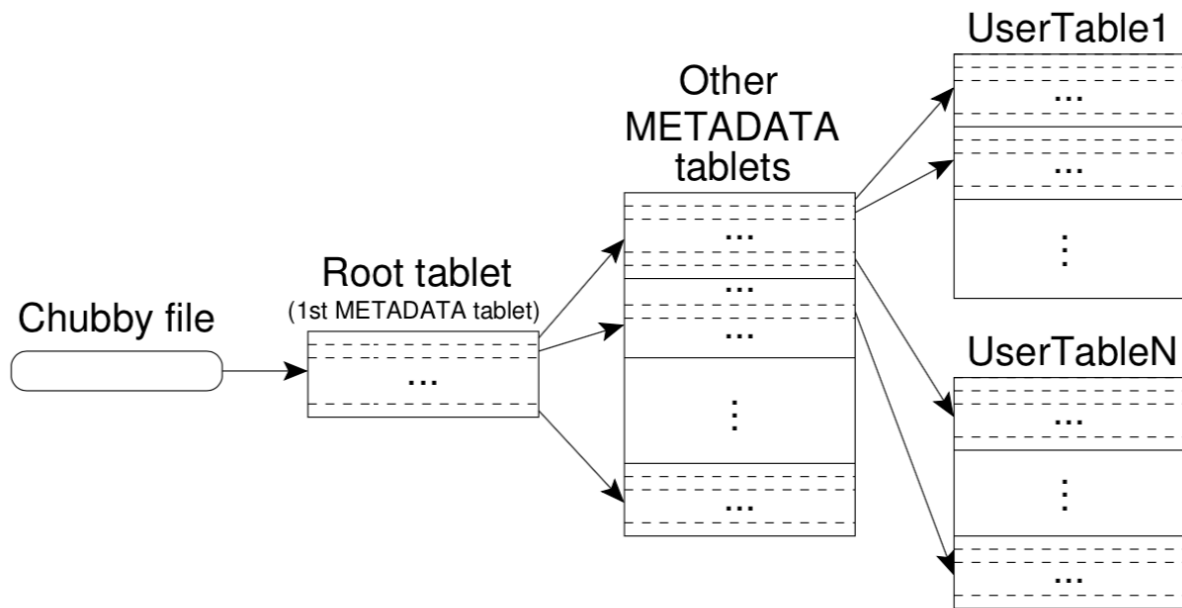 Chubby file
Root tablet
(1st METADATA tablet)
...
Other
METADATA
tablets
...
...
...
⋮
...
UserTable1
...
...
⋮
UserTableN
...
⋮
...